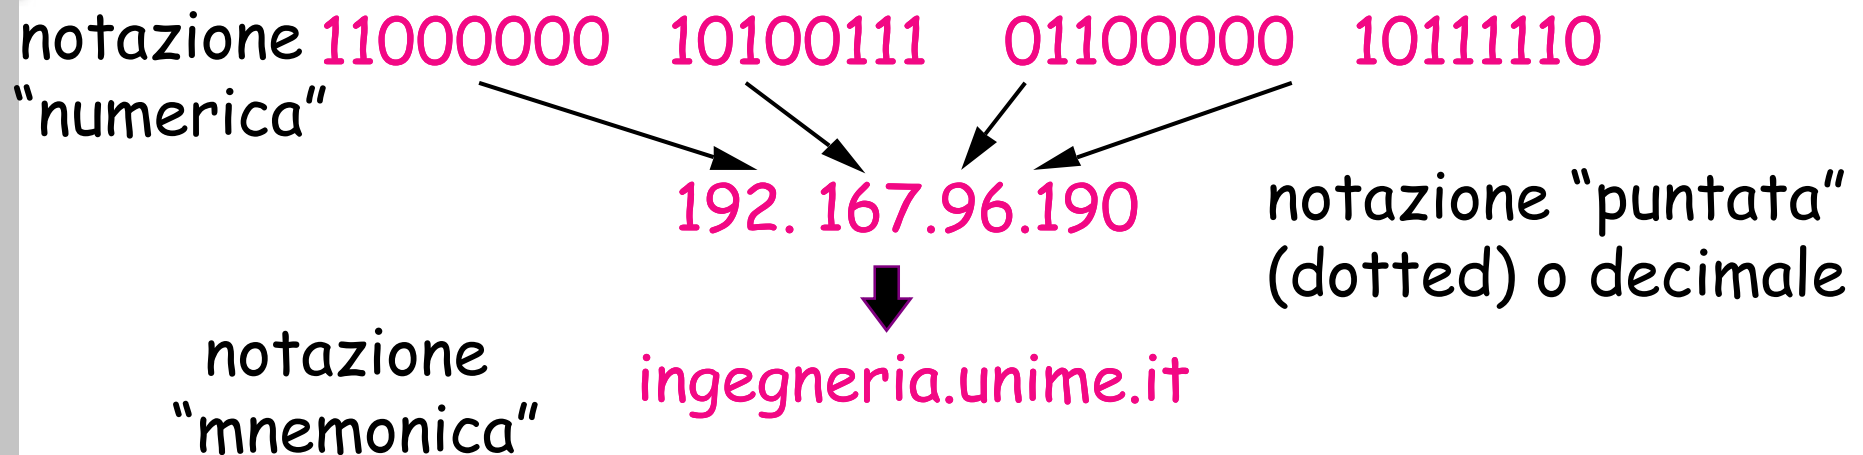 notazione 11000000 10100111 01100000 10111110
“numerica”
192. 167.96.190
notazione “puntata”
(dotted) o decimale
notazione
“mnemonica”
ingegneria.unime.it